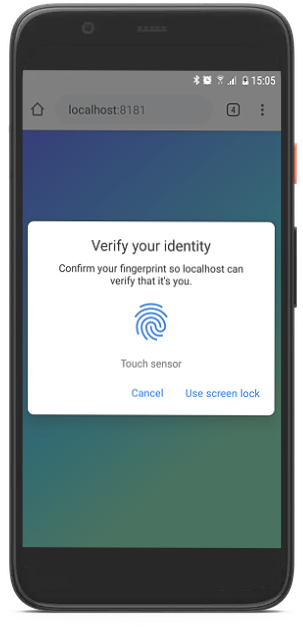 15:05
localhost:8181
4
Verify your identity
Confirm your fingerprint so localhost can
verify that it's you.
Touch sensor
Cancel Use screen lock